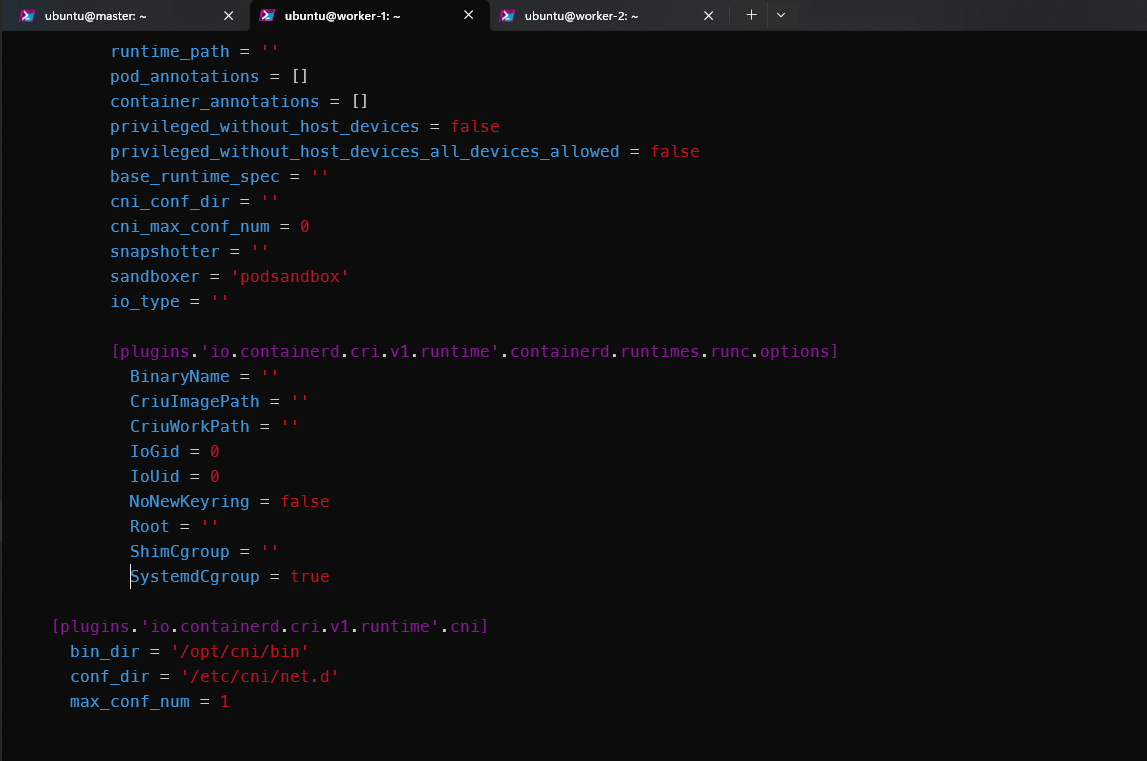 ubuntu@master: ~
ubuntu@worker-1: ~
ubuntu@worker-2: ~
runtime_path = ''
pod_annotations = []
container_annotations = []
privileged_without_host_devices = false
privileged_without_host_devices_all_devices_allowed = false
base_runtime_spec = ''
cni_conf_dir = ''
cni_max_conf_num = 0
snapshotter = ''
sandboxer = 'podsandbox'
io_type = ''
[plugins.'io.containerd.cri.v1.runtime'.containerd.runtimes.runc.options]
BinaryName = ''
CriuImagePath = ''
CriuWorkPath = ''
IoGid = 0
IoUid = 0
NoNewKeyring = false
Root = ''
ShimCgroup = ''
SystemdCgroup = true
[plugins.'io.containerd.cri.v1.runtime'.cni]
bin_dir = '/opt/cni/bin'
conf_dir = '/etc/cni/net.d'
max_conf_num = 1